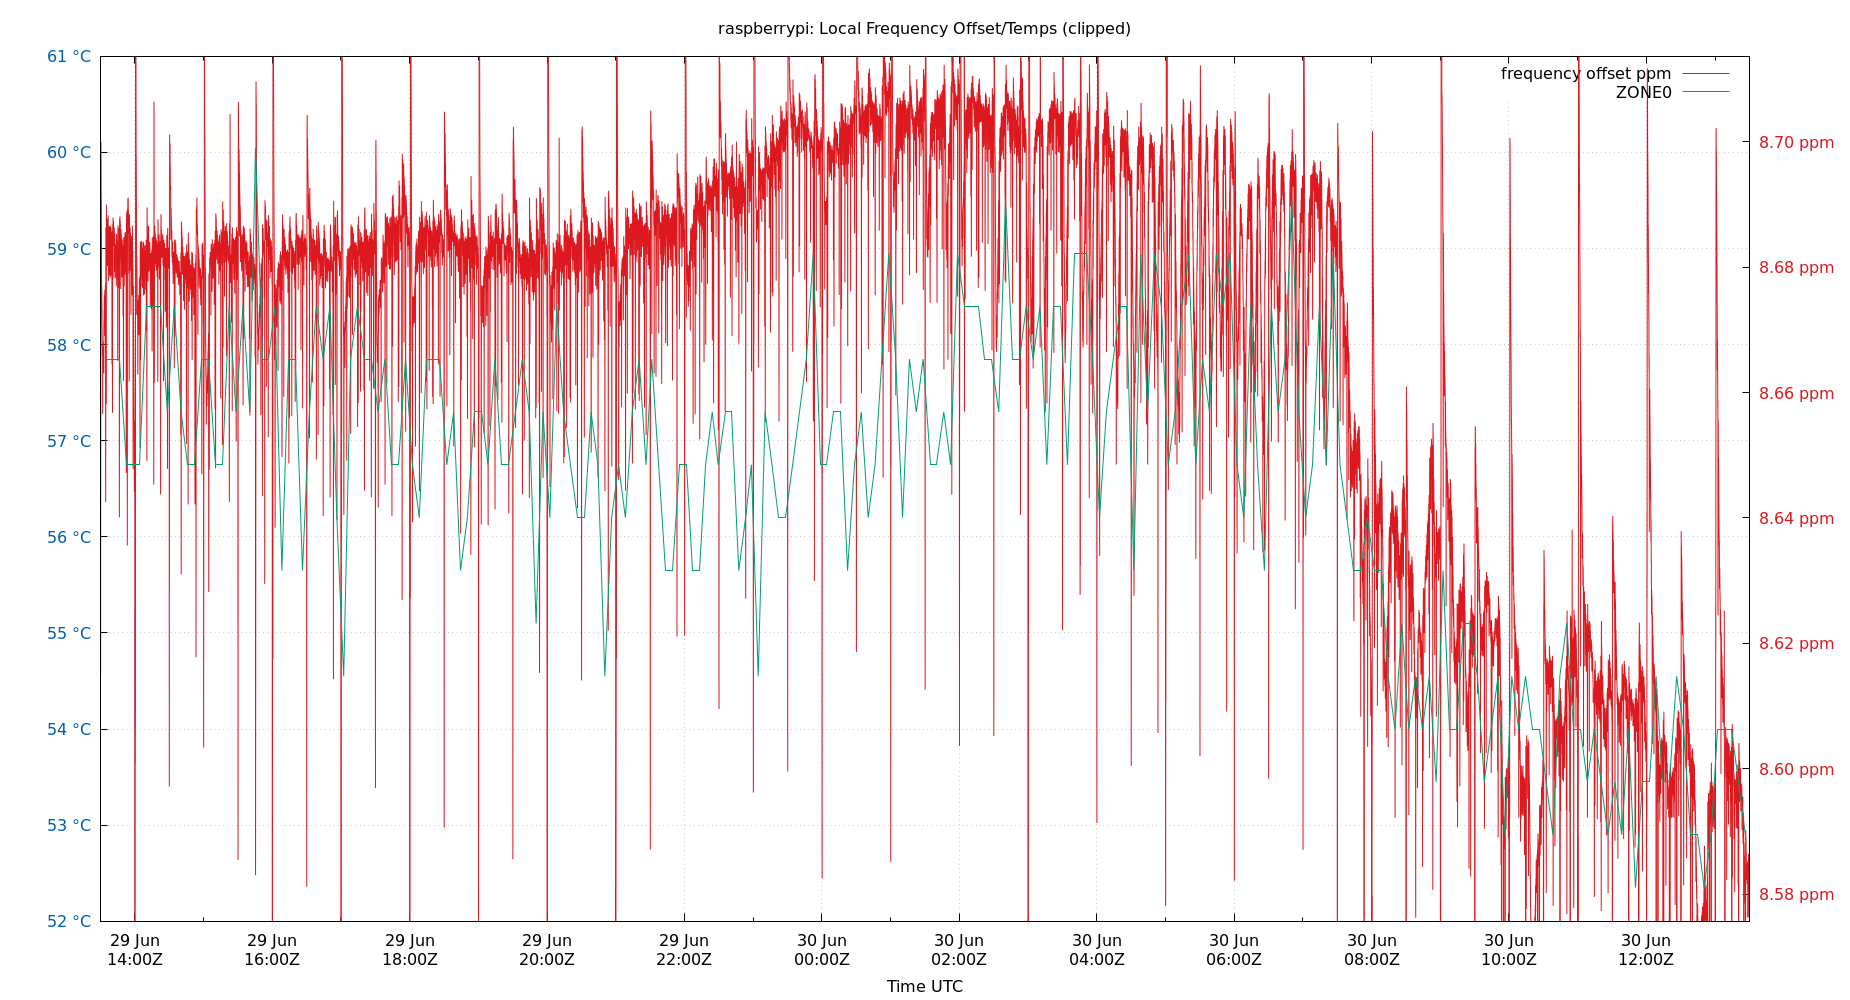 raspberrypi: Local Frequency Offset/Temps (clipped)
61 °C
60 °C
59 °C
58 °C
57 °C
56 °C
55 °C
54 °C
53 °C
52 °C
frequency offset ppm
ZONE0
8.70 ppm
8.68 ppm
8.66 ppm
8.64 ppm
8.62 ppm
8.60 ppm
8.58 ppm
29 Jun 29 Jun 29 Jun 29 Jun 29 Jun 30 Jun 30 Jun 30 Jun 30 Jun 30 Jun 30 Jun 30 Jun
14:00Z 16:00Z 18:00Z 20:00Z 22:00Z 00:00Z 02:00Z 04:00Z 06:00Z 08:00Z 10:00Z 12:00Z
Time UTC